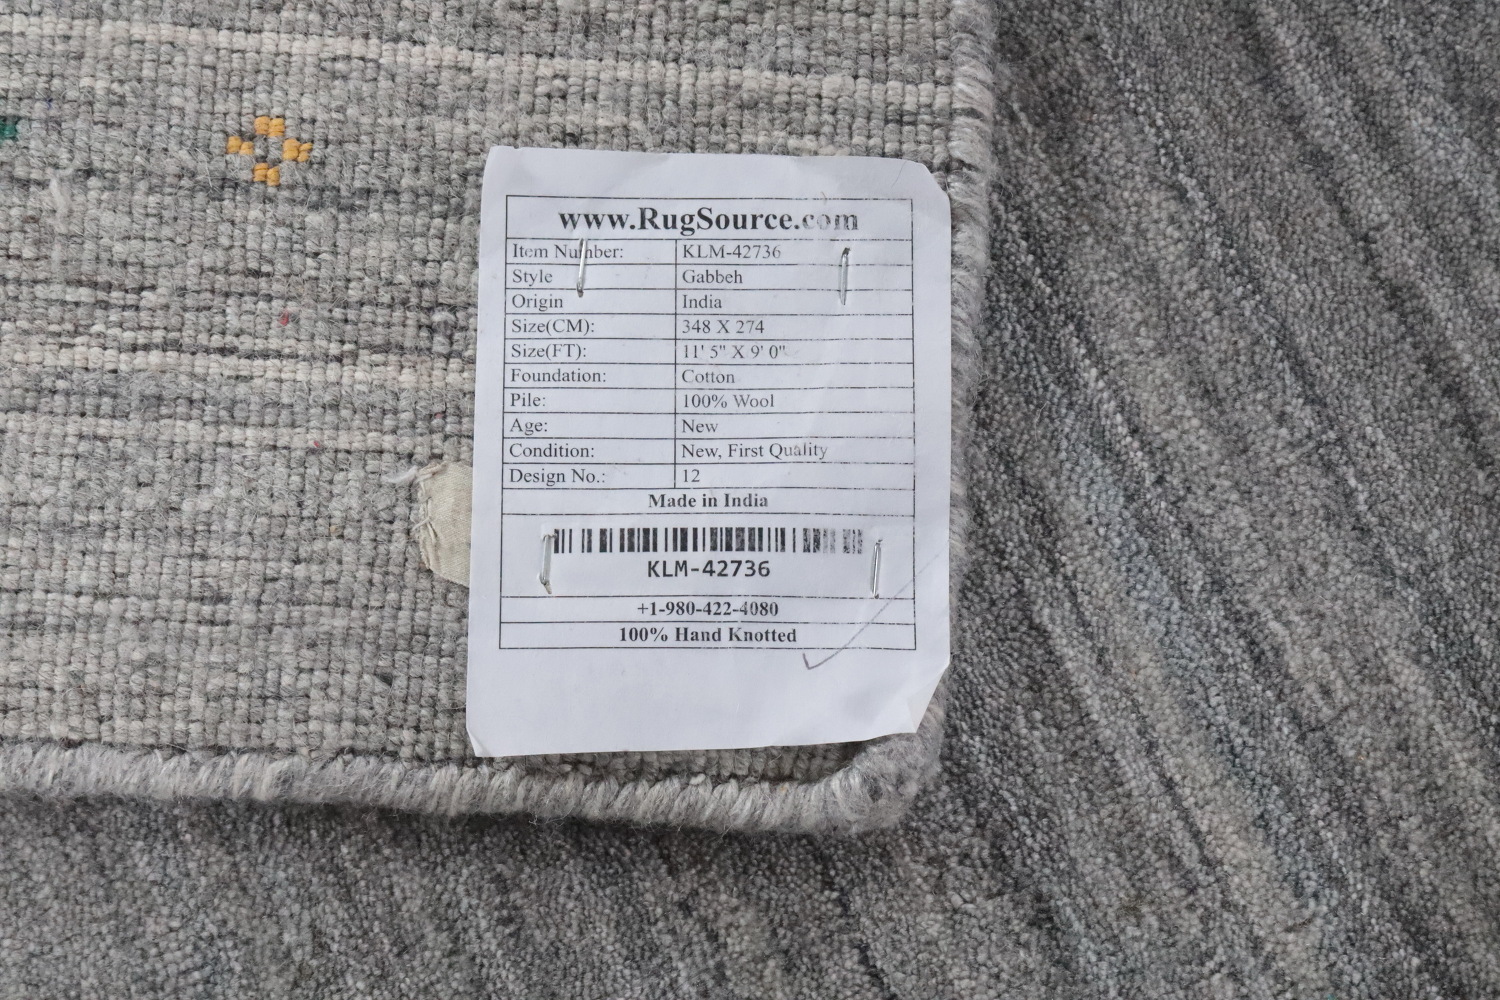 www.RugSource.com
Item Number: KLM-42736
Style Gabbeh
Origin India
Size(CM): 348 X 274
Size(FT): 11' 5" X 9' 0"
Foundation: Cotton
Pile: 100% Wool
Age: New
Condition: New, First Quality
Design No.: 12
Made in India
KLM-42736
+1-980-422-4080
100% Hand Knotted